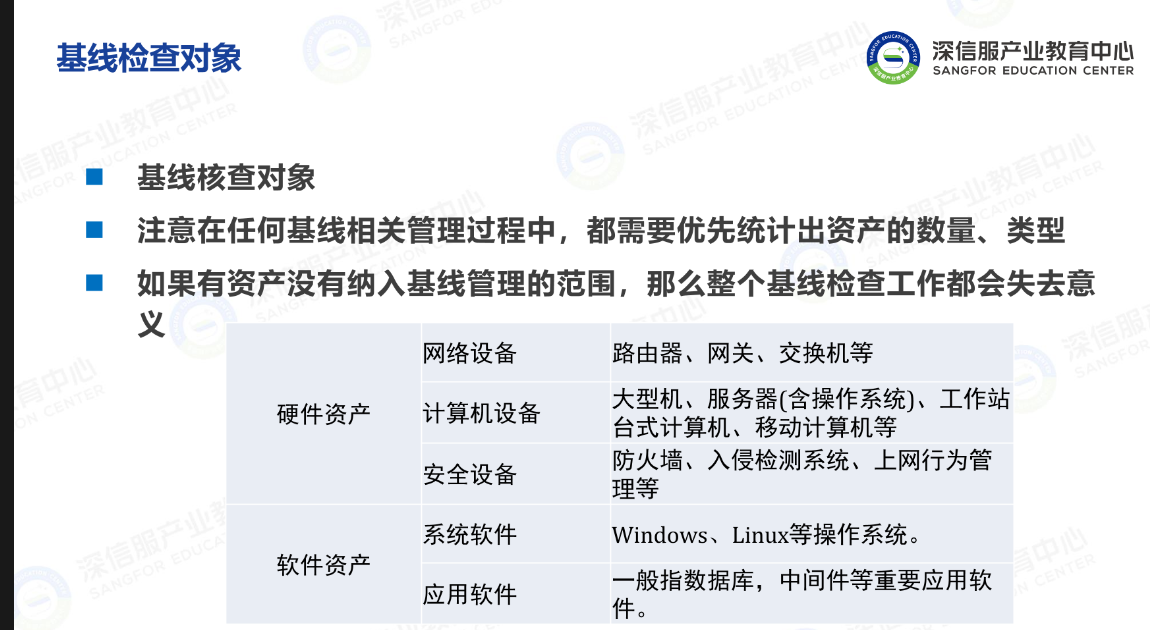 基线检查对象
深信服产业教育中心
SANGFOR EDUCATION CENTER
基线核查对象
注意在任何基线相关管理过程中，都需要优先统计出资产的数量、类型
如果有资产没有纳入基线管理的范围，那么整个基线检查工作都会失去意
义
硬件资产
网络设备
路由器、网关、交换机等
计算机设备
大型机、服务器(含操作系统)、工作站
台式计算机、移动计算机等
安全设备
防火墙、入侵检测系统、上网行为管
理等
软件资产
系统软件
Windows、Linux等操作系统。
应用软件
一般指数据库，中间件等重要应用软
件。